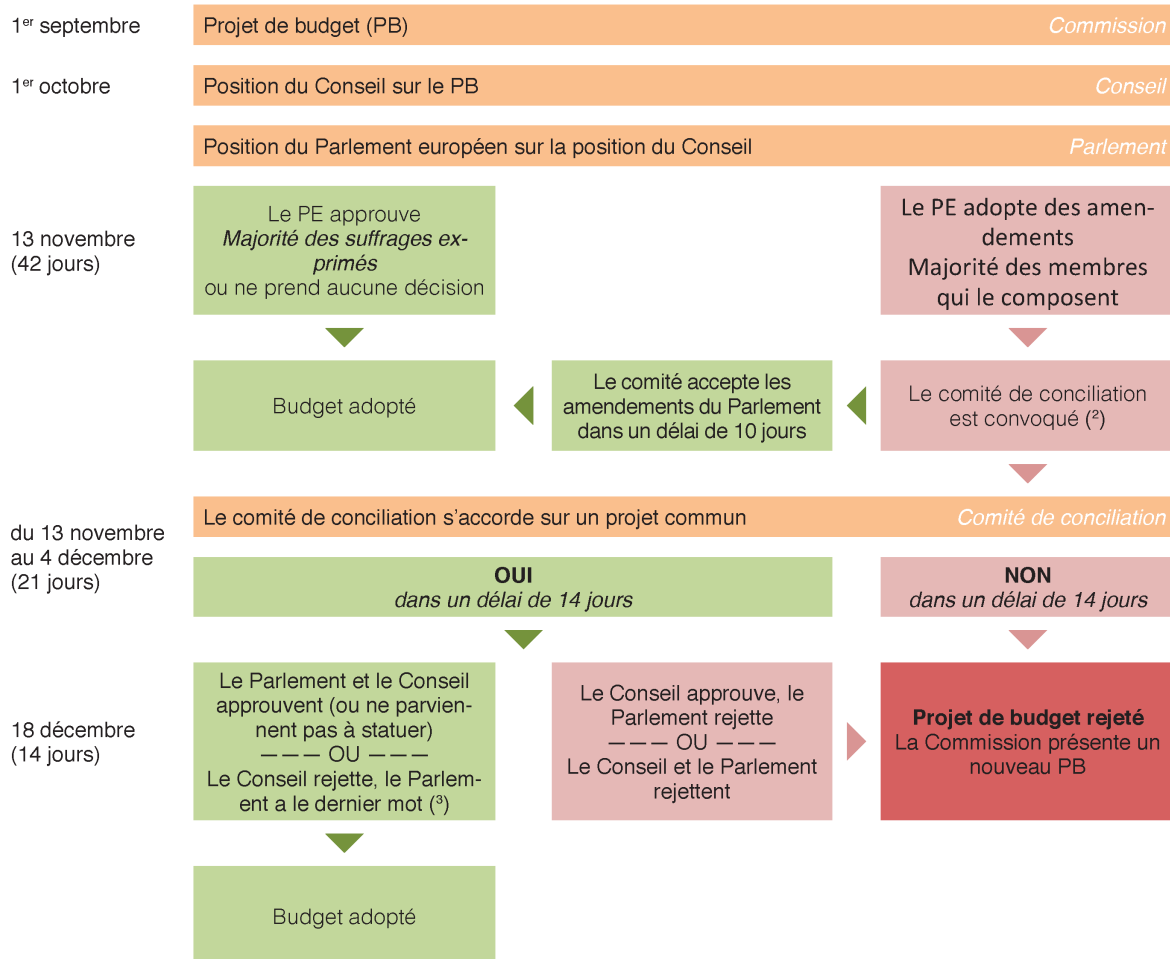 1er septembre
Projet de budget (PB)
Commission
1er octobre
Position du Conseil sur le PB
Conseil
Position du Parlement européen sur la position du Conseil
Parlement
13 novembre
(42 jours)
Le PE approuve
Majorité des suffrages ex-
primés
ou ne prend aucune décision
Le PE adopte des amen-
dements
Majorité des membres
qui le composent
Budget adopté
Le comité accepte les
amendements du Parlement
dans un délai de 10 jours
Le comité de conciliation
est convoqué (²)
du 13 novembre
au 4 décembre
(21 jours)
Le comité de conciliation s’accorde sur un projet commun
Comité de conciliation
OUI
dans un délai de 14 jours
NON
dans un délai de 14 jours
18 décembre
(14 jours)
Le Parlement et le Conseil
approuvent (ou ne parvien-
nent pas à statuer)
——— OU ———
Le Conseil rejette, le Parlem-
ent a le dernier mot (³)
Le Conseil approuve, le
Parlement rejette
——— OU ———
Le Conseil et le Parlement
rejettent
Projet de budget rejeté
La Commission présente un
nouveau PB
Budget adopté